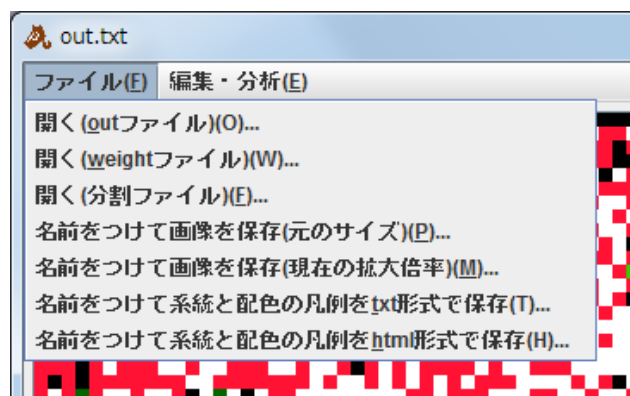 out.txt
ファイル(F) 編集・分析(E)
開く(outファイル)(O)...
開く(weightファイル)(W)...
開く(分割ファイル)(F)...
名前をつけて画像を保存(元のサイズ)(P)...
名前をつけて画像を保存(現在の拡大倍率)(M)...
名前をつけて系統と配色の凡例をtxt形式で保存(T)...
名前をつけて系統と配色の凡例をhtml形式で保存(H)...